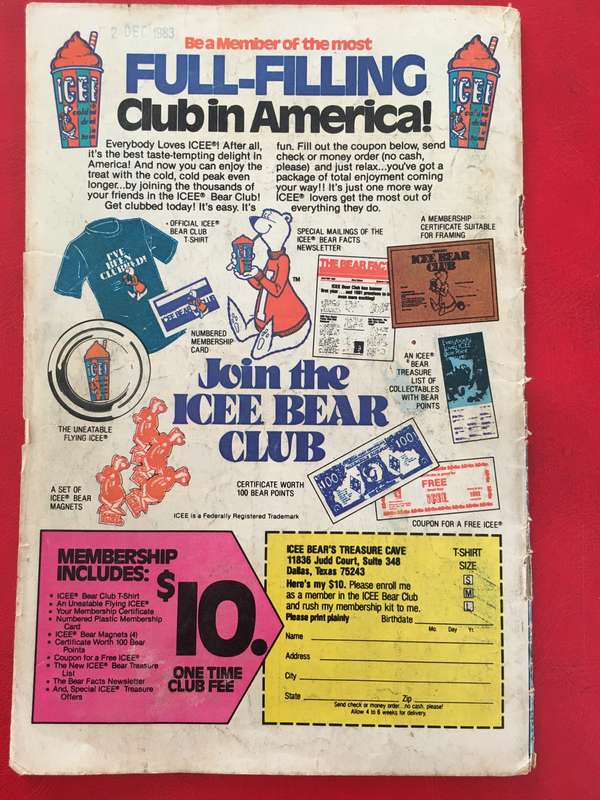 2 DEC 1983
Be a Member of the most
FULL-FILLING
Club in America!
Everybody Loves ICEE®! After all,
it's the best taste-tempting delight in
America! And now you can enjoy the
treat with the cold, cold peak even
longer...by joining the thousands of
your friends in the ICEE® Bear Club!
Get clubbed today! It's easy. It's
fun. Fill out the coupon below, send
check or money order (no cash,
please) and just relax...you've got a
package of total enjoyment coming
your way!! It's just one more way
ICEE® lovers get the most out of
everything they do.
ICEE
ICEE
• OFFICIAL ICEE®
BEAR CLUB
T-SHIRT
I'VE
BEEN
CLUBBED!
SPECIAL MAILINGS OF THE
ICEE® BEAR FACTS
NEWSLETTER
A MEMBERSHIP
CERTIFICATE SUITABLE
FOR FRAMING
THE BEAR FACT
ICEE BEAR
CLUB
TM
ICEE BEAR CLUB
NUMBERED
MEMBERSHIP
CARD
AN ICEE®
BEAR
TREASURE
LIST OF
COLLECTABLES
WITH BEAR
POINTS
ICEE
THE UNEATABLE
FLYING ICEE®
Join the
ICEE BEAR
CLUB
A SET OF
ICEE® BEAR
MAGNETS
CERTIFICATE WORTH
100 BEAR POINTS
100
100
FREE
COUPON FOR A FREE ICEE®
ICEE is a Federally Registered Trademark
MEMBERSHIP
INCLUDES:
• ICEE® Bear Club T-Shirt
• An Uneatable Flying ICEE®
• Your Membership Certificate
• Numbered Plastic Membership
Card
• ICEE® Bear Magnets (4)
• Certificate Worth 100 Bear
Points
• Coupon for a Free ICEE®
• The New ICEE® Bear Treasure
List
• The Bear Facts Newsletter
• And, Special ICEE® Treasure
Offers
$10.
ONE TIME
CLUB FEE
ICEE BEAR'S TREASURE CAVE
11836 Judd Court, Suite 348
Dallas, Texas 75243
Here's my $10. Please enroll me
as a member in the ICEE Bear Club
and rush my membership kit to me.
T-SHIRT
SIZE
S
M
L
Please print plainly Birthdate
Mo. Day Yr.
Name
Address
City
State Zip
Send check or money order...no cash, please!
Allow 4 to 6 weeks for delivery.